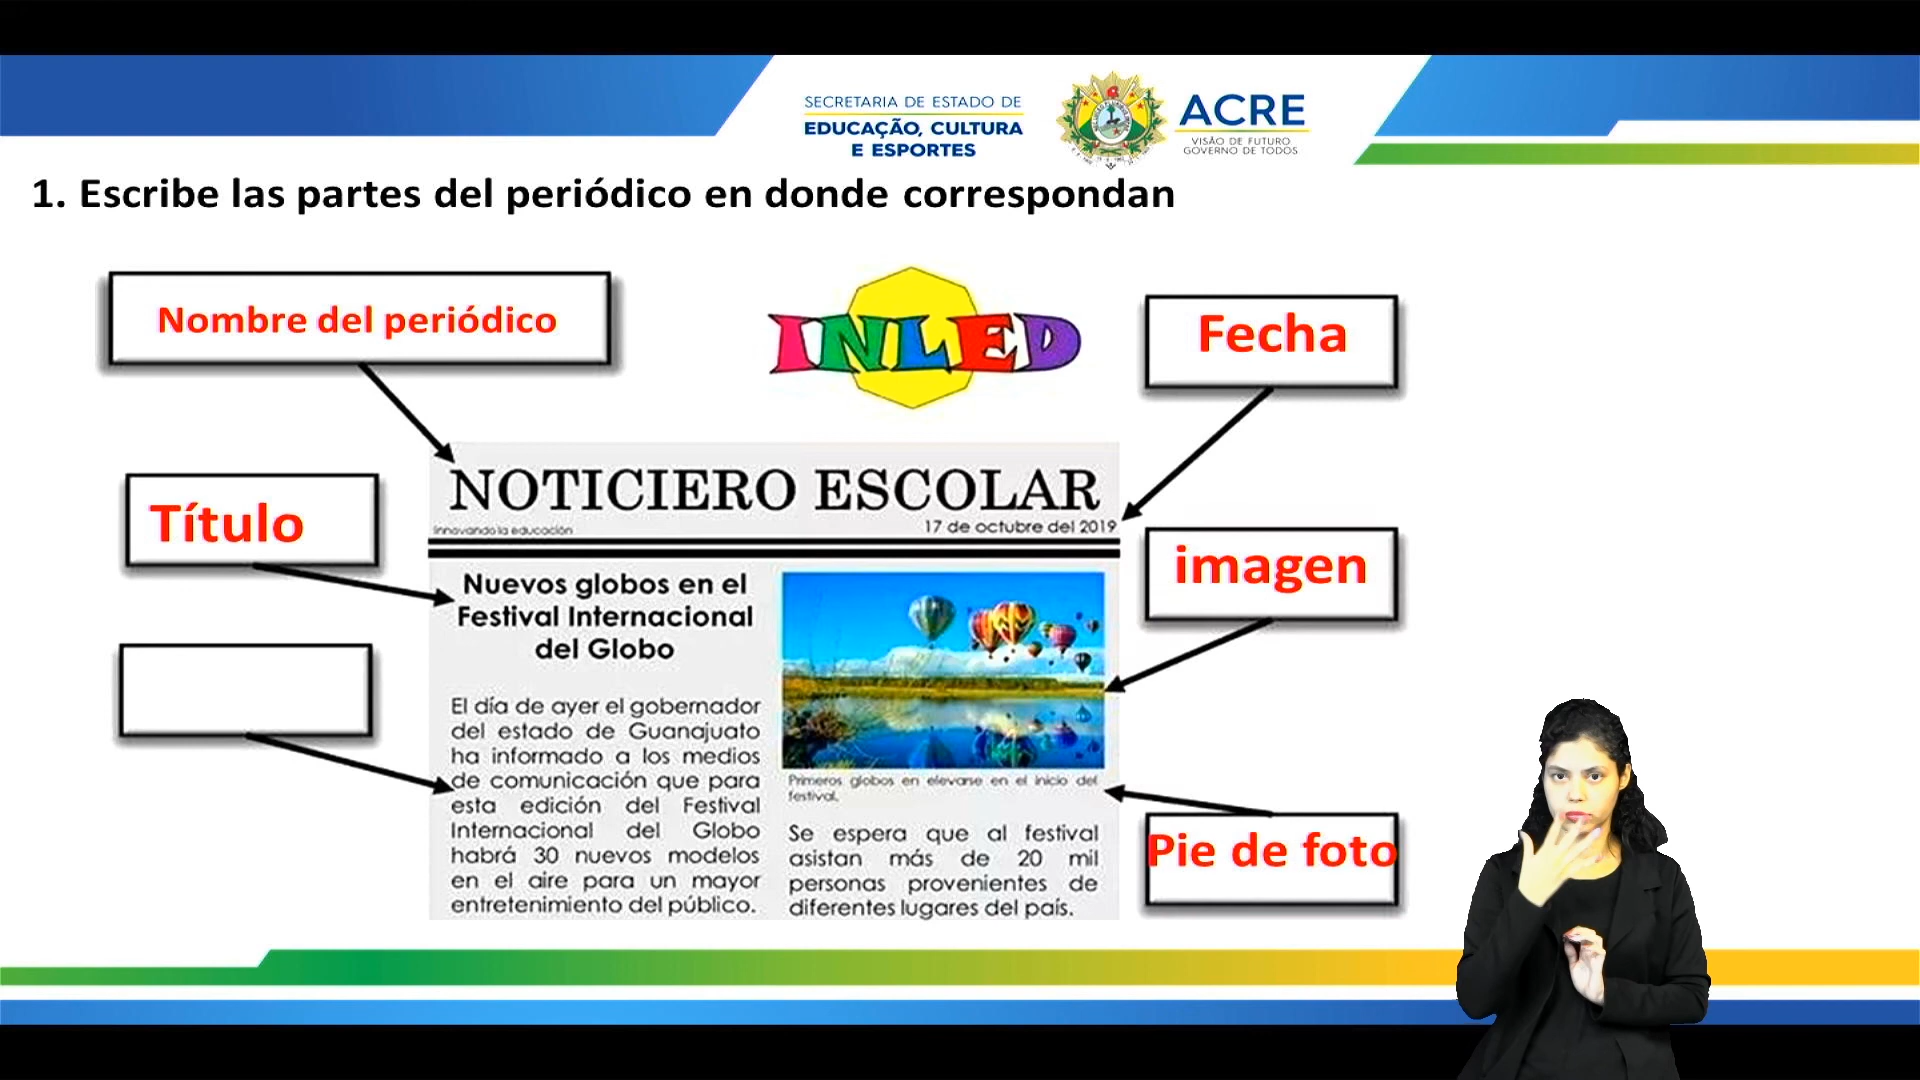 SECRETARIA DE ESTADO DE
EDUCAÇÃO, CULTURA
E ESPORTES
ACRE
VISÃO DE FUTURO
GOVERNO DE TODOS
1. Escribe las partes del periódico en donde correspondan
Nombre del periódico
INLED
Fecha
NOTICIERO ESCOLAR
Innovando la educación
17 de octubre del 2019
Título
imagen
Nuevos globos en el
Festival Internacional
del Globo
El día de ayer el gobernador
del estado de Guanajuato
ha informado a los medios
de comunicación que para
esta edición del Festival
Internacional del Globo
habrá 30 nuevos modelos
en el aire para un mayor
entretenimiento del público.
Primeros globos en elevarse en el inicio del
festival.
Pie de foto
Se espera que al festival
asistan más de 20 mil
personas provenientes de
diferentes lugares del país.